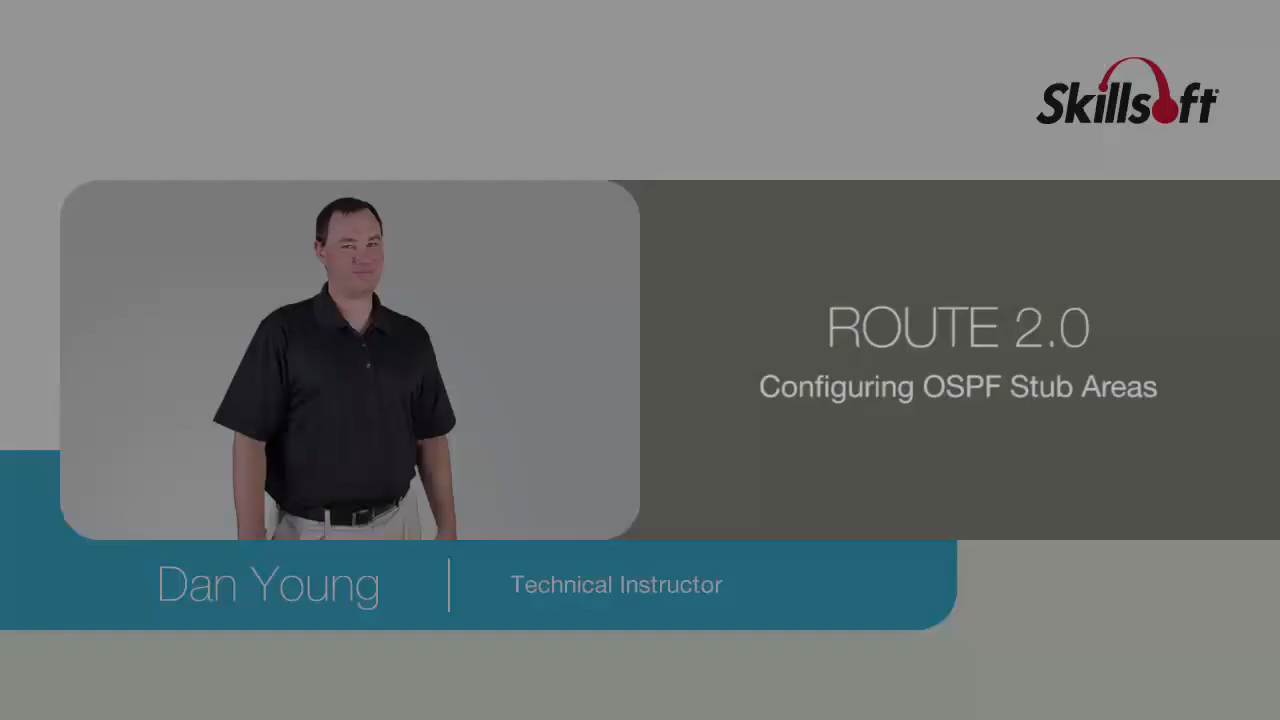 Skillsoft
ROUTE 2.0
Configuring OSPF Stub Areas
Dan Young
Technical Instructor